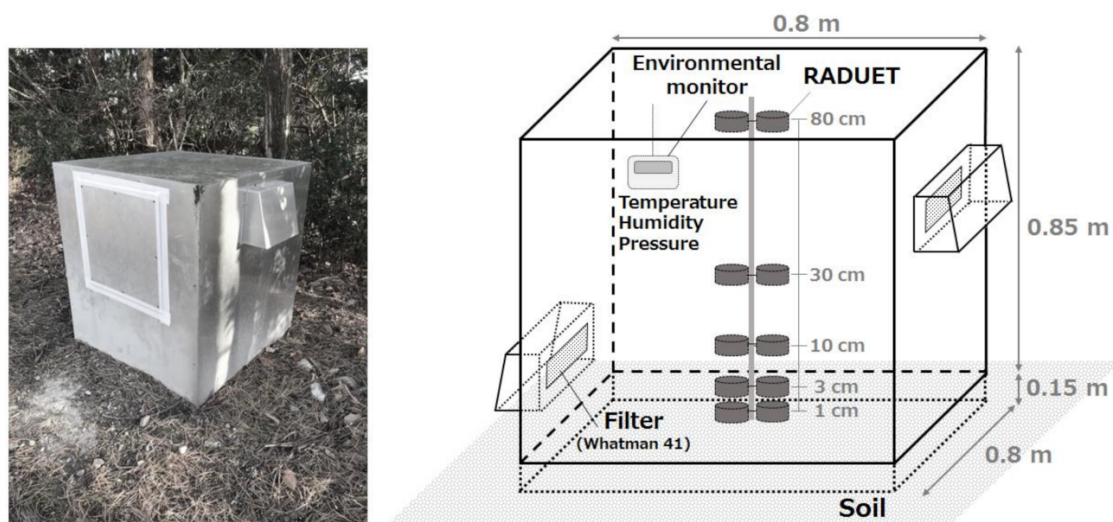 0.8 m
Environmental
monitor
RADUET
80 cm
Temperature
Humidity
Pressure
0.85 m
30 cm
10 cm
3 cm
1 cm
0.15 m
Filter
(Whatman 41)
0.8 m
Soil